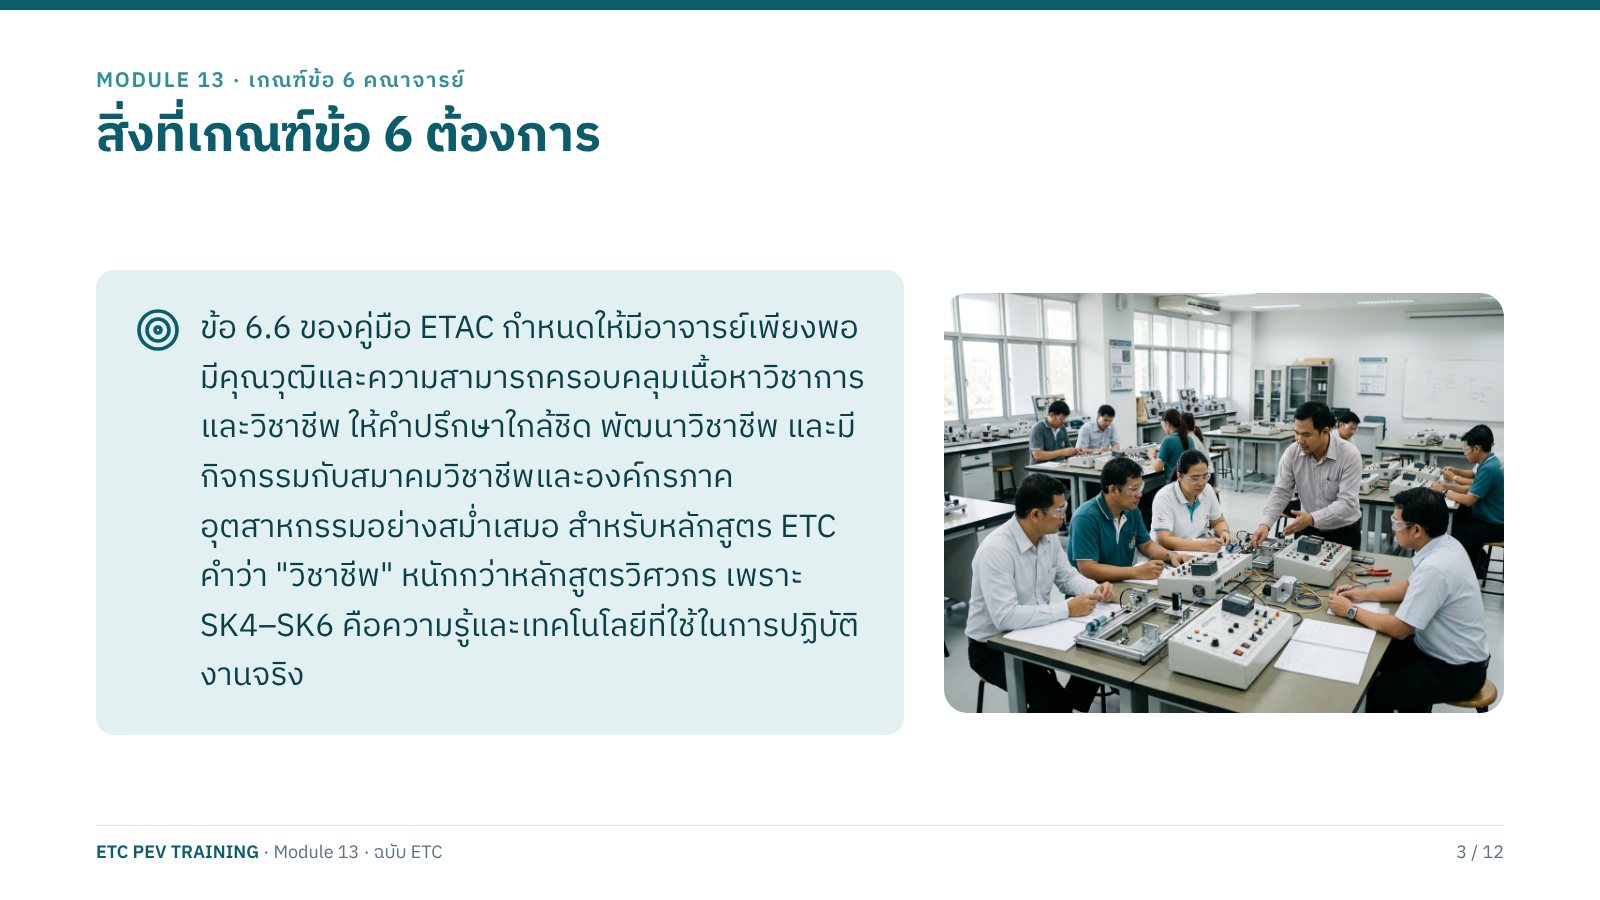 MODULE 13 · เกณฑ์ข้อ 6 คณาจารย์
สิ่งที่เกณฑ์ข้อ 6 ต้องการ
ข้อ 6.6 ของคู่มือ ETAC กำหนดให้มีอาจารย์เพียงพอ
มีคุณวุฒิและความสามารถครอบคลุมเนื้อหาวิชาการ
และวิชาชีพ ให้คำปรึกษาใกล้ชิด พัฒนาวิชาชีพ และมี
กิจกรรมกับสมาคมวิชาชีพและองค์กรภาค
อุตสาหกรรมอย่างสม่ำเสมอ สำหรับหลักสูตร ETC
คำว่า "วิชาชีพ" หนักกว่าหลักสูตรวิศวกร เพราะ
SK4–SK6 คือความรู้และเทคโนโลยีที่ใช้ในการปฏิบัติ
งานจริง
ETC PEV TRAINING · Module 13 · ฉบับ ETC
3 / 12